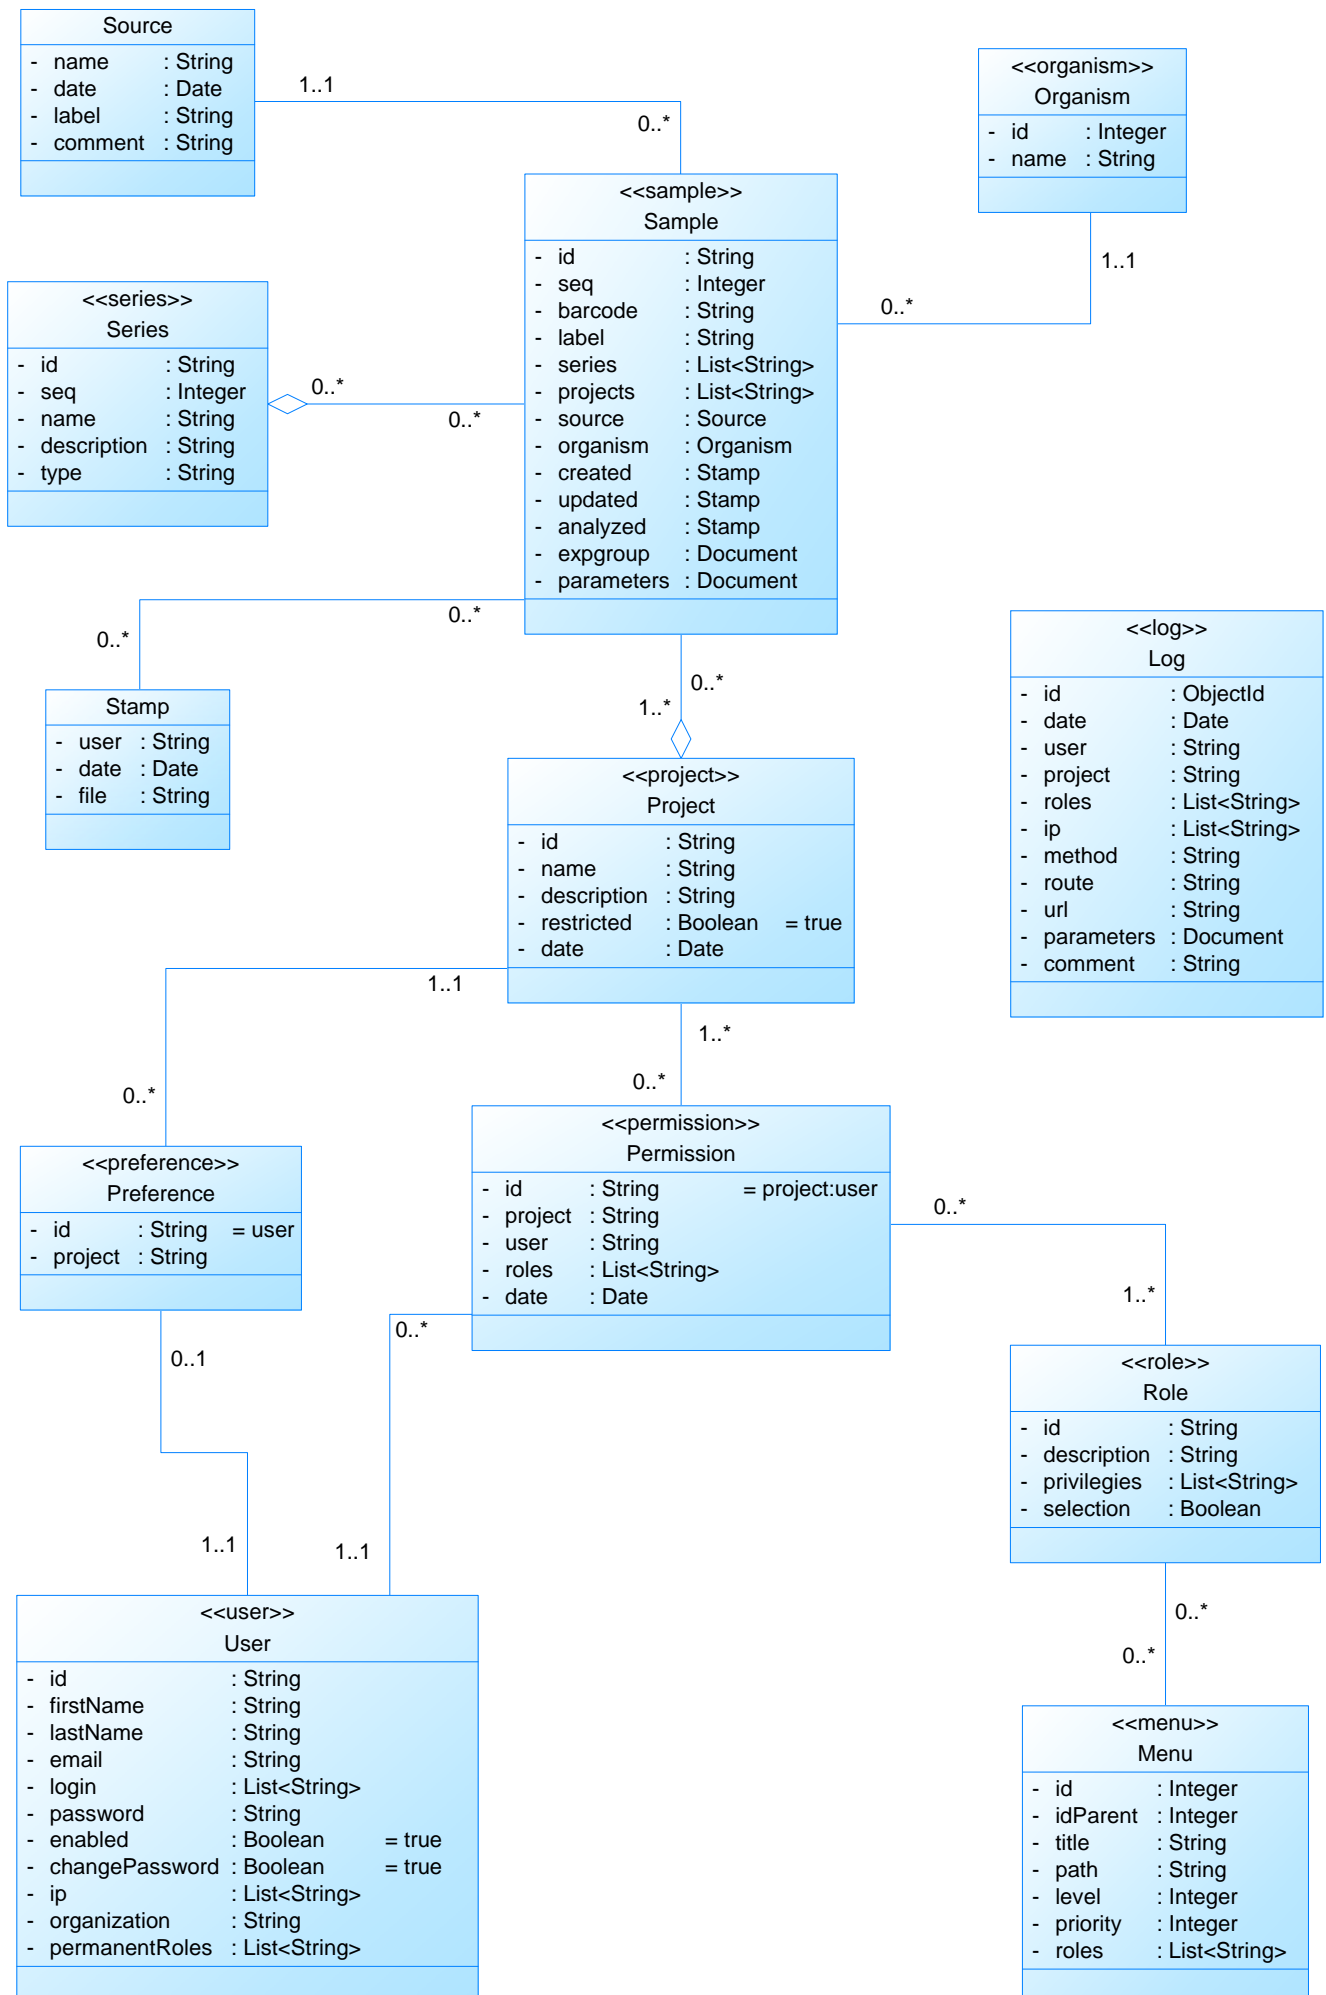 Source
- name : String
- date : Date
- label : String
- comment : String
1..1
0..*
<<organism>>
Organism
- id : Integer
- name : String
1..1
0..*
<<sample>>
Sample
- id : String
- seq : Integer
- barcode : String
- label : String
- series : List<String>
- projects : List<String>
- source : Source
- organism : Organism
- created : Stamp
- updated : Stamp
- analyzed : Stamp
- expgroup : Document
- parameters : Document
<<series>>
Series
- id : String
- seq : Integer
- name : String
- description : String
- type : String
0..*
0..*
0..*
0..*
Stamp
- user : String
- date : Date
- file : String
0..*
1..*
<<project>>
Project
- id : String
- name : String
- description : String
- restricted : Boolean = true
- date : Date
<<log>>
Log
- id : ObjectId
- date : Date
- user : String
- project : String
- roles : List<String>
- ip : List<String>
- method : String
- route : String
- url : String
- parameters : Document
- comment : String
1..1
0..*
1..*
0..*
<<preference>>
Preference
- id : String = user
- project : String
<<permission>>
Permission
- id : String = project:user
- project : String
- user : String
- roles : List<String>
- date : Date
0..*
1..*
0..*
0..1
1..1
1..1
<<role>>
Role
- id : String
- description : String
- privilegies : List<String>
- selection : Boolean
0..*
0..*
<<user>>
User
- id : String
- firstName : String
- lastName : String
- email : String
- login : List<String>
- password : String
- enabled : Boolean = true
- changePassword : Boolean = true
- ip : List<String>
- organization : String
- permanentRoles : List<String>
<<menu>>
Menu
- id : Integer
- idParent : Integer
- title : String
- path : String
- level : Integer
- priority : Integer
- roles : List<String>